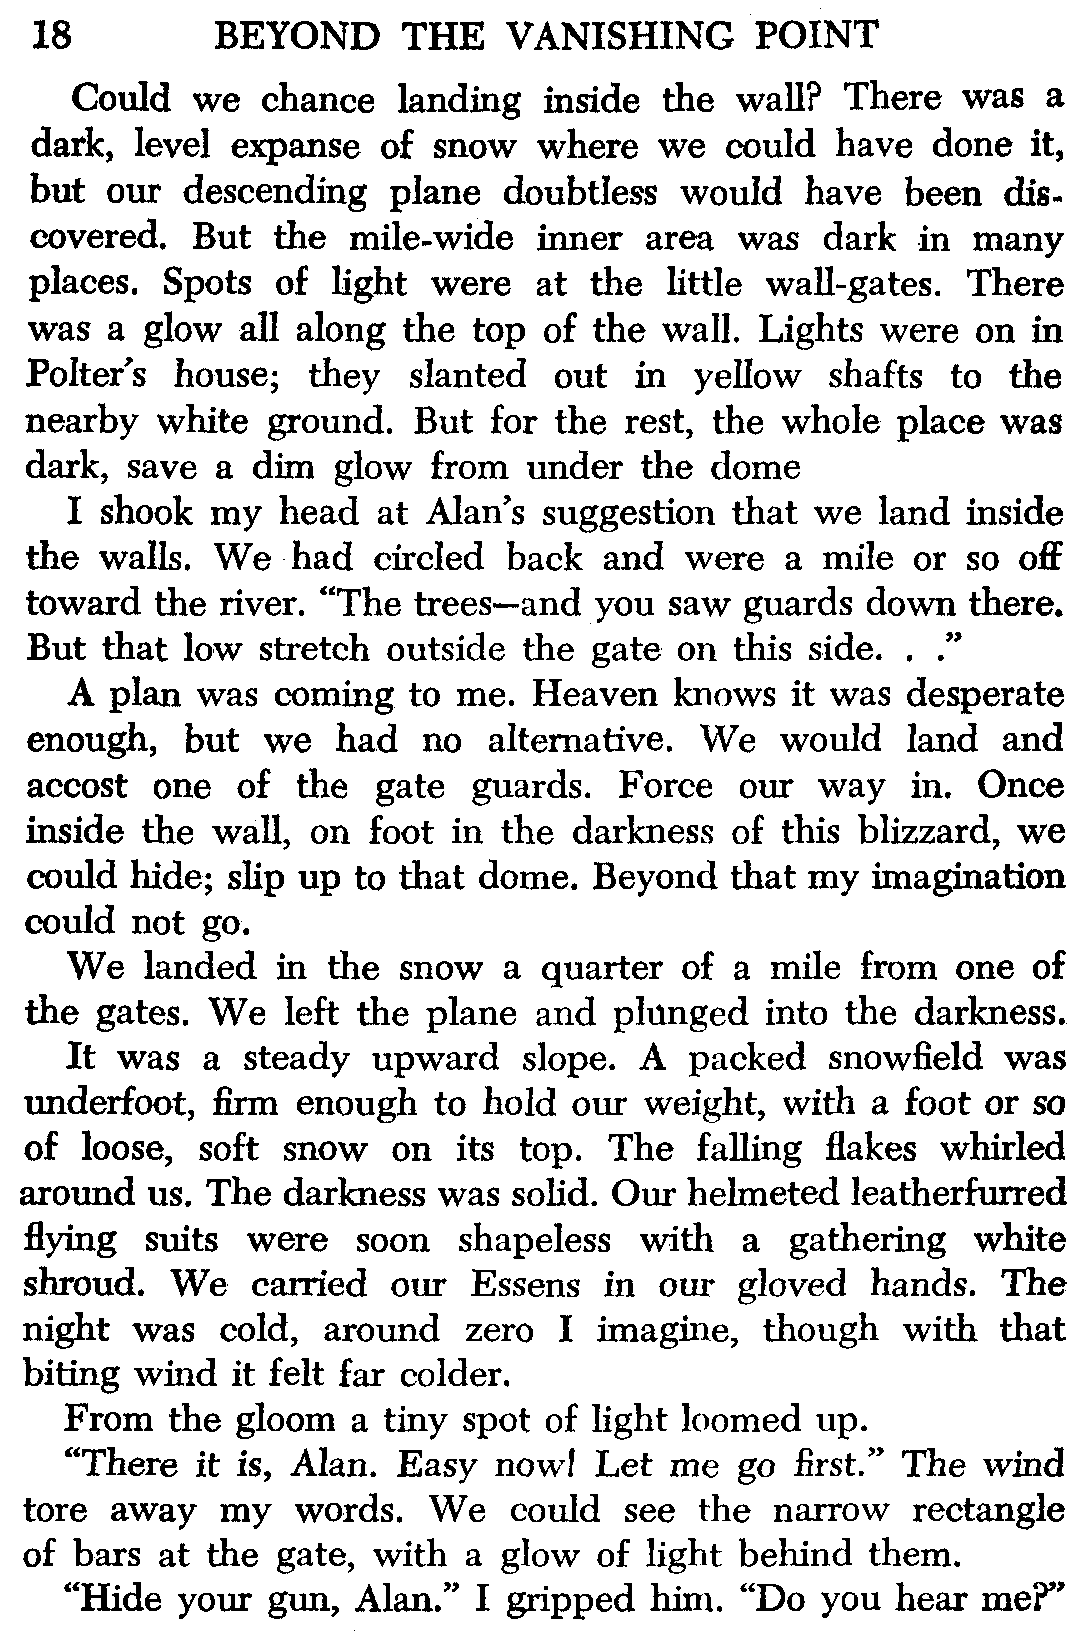 18 BEYOND THE VANISHING POINT
Could we chance landing inside the wall? There was a
dark, level expanse of snow where we could have done it,
but our descending plane doubtless would have been dis-
covered. But the mile-wide inner area was dark in many
places. Spots of light were at the little wall-gates. There
was a glow all along the top of the wall. Lights were on in
Polter's house; they slanted out in yellow shafts to the
nearby white ground. But for the rest, the whole place was
dark, save a dim glow from under the dome
I shook my head at Alan's suggestion that we land inside
the walls. We had circled back and were a mile or so off
toward the river. “The trees—and you saw guards down there.
But that low stretch outside the gate on this side. . .”
A plan was coming to me. Heaven knows it was desperate
enough, but we had no alternative. We would land and
accost one of the gate guards. Force our way in. Once
inside the wall, on foot in the darkness of this blizzard, we
could hide; slip up to that dome. Beyond that my imagination
could not go.
We landed in the snow a quarter of a mile from one of
the gates. We left the plane and plunged into the darkness.
It was a steady upward slope. A packed snowfield was
underfoot, firm enough to hold our weight, with a foot or so
of loose, soft snow on its top. The falling flakes whirled
around us. The darkness was solid. Our helmeted leatherfurred
flying suits were soon shapeless with a gathering white
shroud. We carried our Essens in our gloved hands. The
night was cold, around zero I imagine, though with that
biting wind it felt far colder.
From the gloom a tiny spot of light loomed up.
“There it is, Alan. Easy now! Let me go first.” The wind
tore away my words. We could see the narrow rectangle
of bars at the gate, with a glow of light behind them.
“Hide your gun, Alan.” I gripped him. “Do you hear me?”